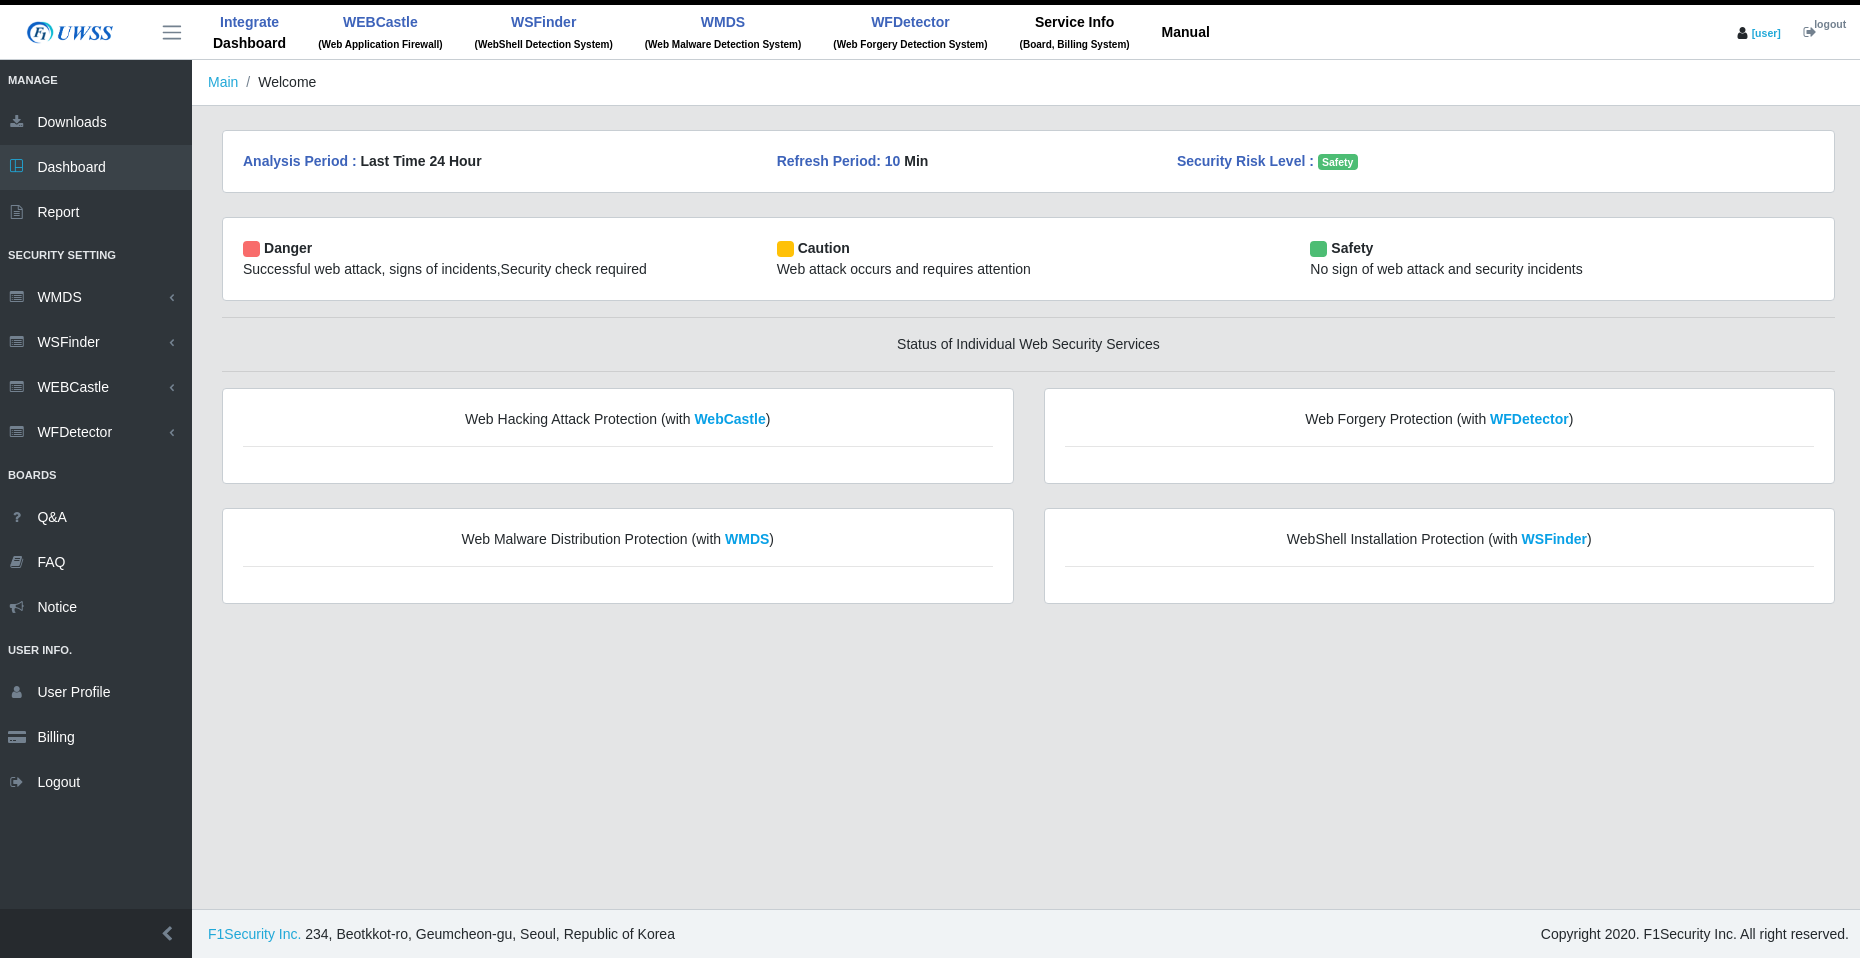 F1 UWSS
Integrate
Dashboard
WEBCastle
(Web Application Firewall)
WSFinder
(WebShell Detection System)
WMDS
(Web Malware Detection System)
WFDetector
(Web Forgery Detection System)
Service Info
(Board, Billing System)
Manual
[user]
logout
MANAGE
Downloads
Dashboard
Report
SECURITY SETTING
WMDS
WSFinder
WEBCastle
WFDetector
BOARDS
Q&A
FAQ
Notice
USER INFO.
User Profile
Billing
Logout
Main / Welcome
Analysis Period : Last Time 24 Hour
Refresh Period: 10 Min
Security Risk Level : Safety
Danger
Successful web attack, signs of incidents,Security check required
Caution
Web attack occurs and requires attention
Safety
No sign of web attack and security incidents
Status of Individual Web Security Services
Web Hacking Attack Protection (with WebCastle)
Web Forgery Protection (with WFDetector)
Web Malware Distribution Protection (with WMDS)
WebShell Installation Protection (with WSFinder)
F1Security Inc. 234, Beotkkot-ro, Geumcheon-gu, Seoul, Republic of Korea
Copyright 2020. F1Security Inc. All right reserved.